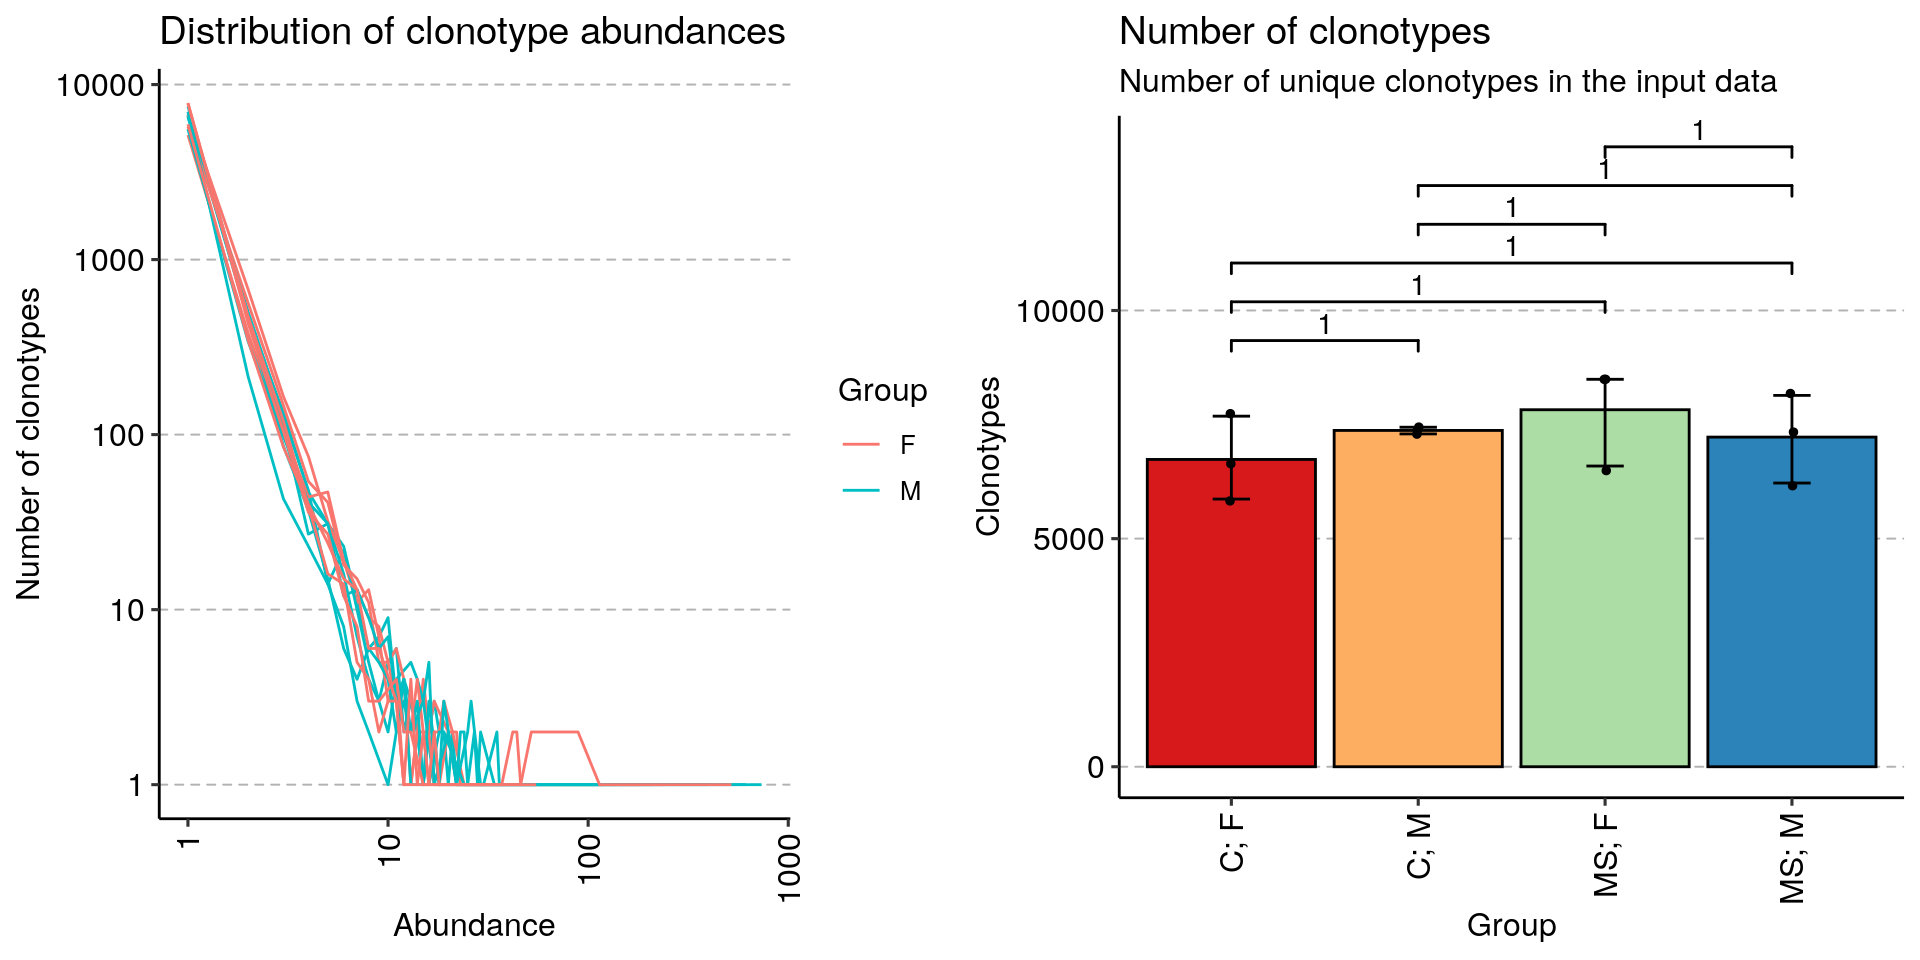 Distribution of clonotype abundances
10000
1000
100
10
1
Number of clonotypes
1
10
100
1000
Abundance
Group
F
M
Number of clonotypes
Number of unique clonotypes in the input data
1
1
1
1
1
1
10000
5000
0
Clonotypes
C; F
C; M
MS; F
MS; M
Group